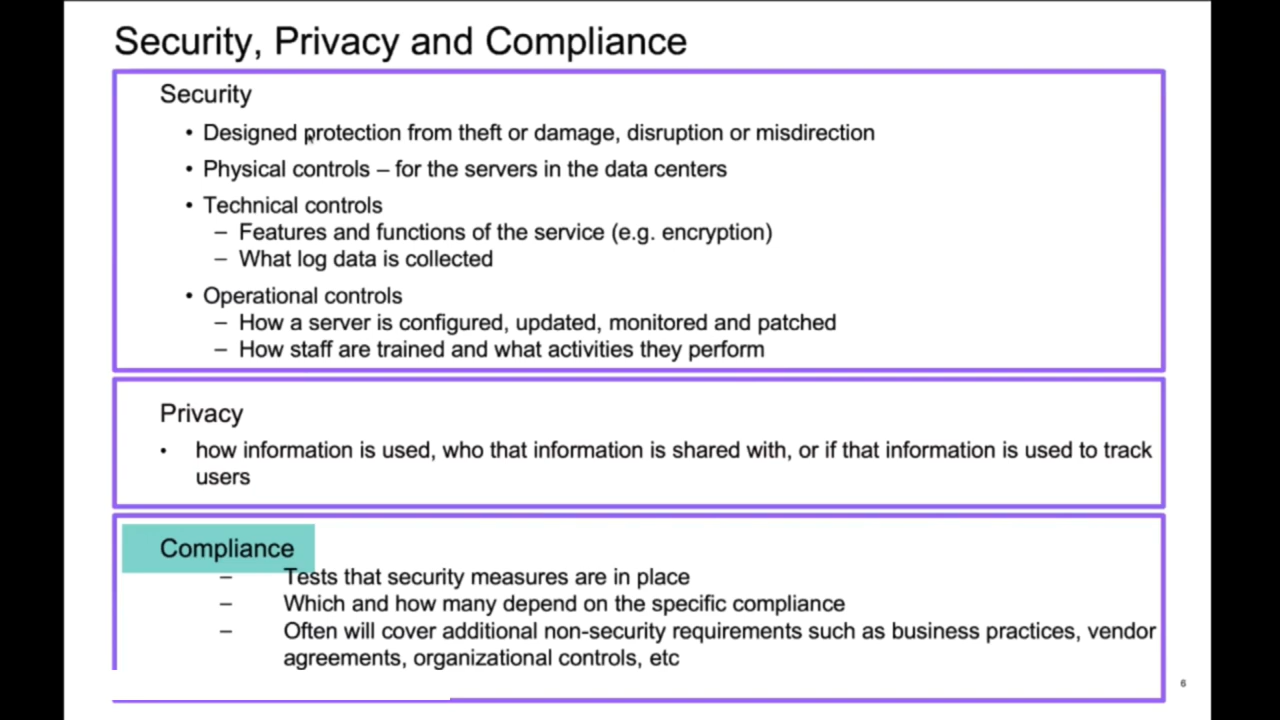 Security, Privacy and Compliance
Security
• Designed protection from theft or damage, disruption or misdirection
• Physical controls – for the servers in the data centers
• Technical controls
– Features and functions of the service (e.g. encryption)
– What log data is collected
• Operational controls
– How a server is configured, updated, monitored and patched
– How staff are trained and what activities they perform
Privacy
• how information is used, who that information is shared with, or if that information is used to track
users
Compliance
– Tests that security measures are in place
– Which and how many depend on the specific compliance
– Often will cover additional non-security requirements such as business practices, vendor
agreements, organizational controls, etc
6